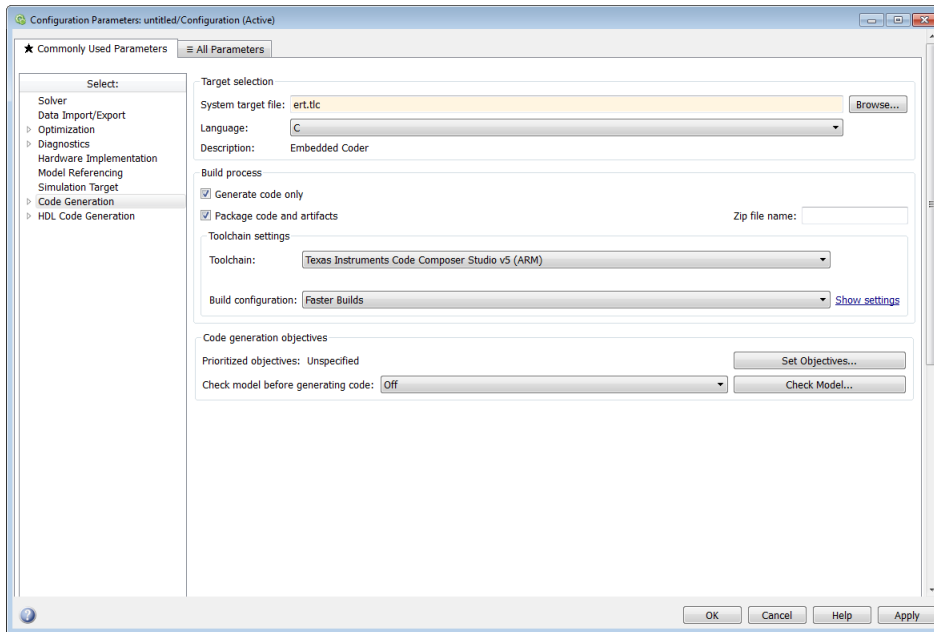 Configuration Parameters: untitled/Configuration (Active)
★ Commonly Used Parameters
≡ All Parameters
Select:
Solver
Data Import/Export
Optimization
Diagnostics
Hardware Implementation
Model Referencing
Simulation Target
Code Generation
HDL Code Generation
Target selection
System target file: ert.tlc Browse...
Language: C
Description: Embedded Coder
Build process
Generate code only
Package code and artifacts Zip file name:
Toolchain settings
Toolchain: Texas Instruments Code Composer Studio v5 (ARM)
Build configuration: Faster Builds Show settings
Code generation objectives
Prioritized objectives: Unspecified Set Objectives...
Check model before generating code: Off Check Model...
? OK Cancel Help Apply